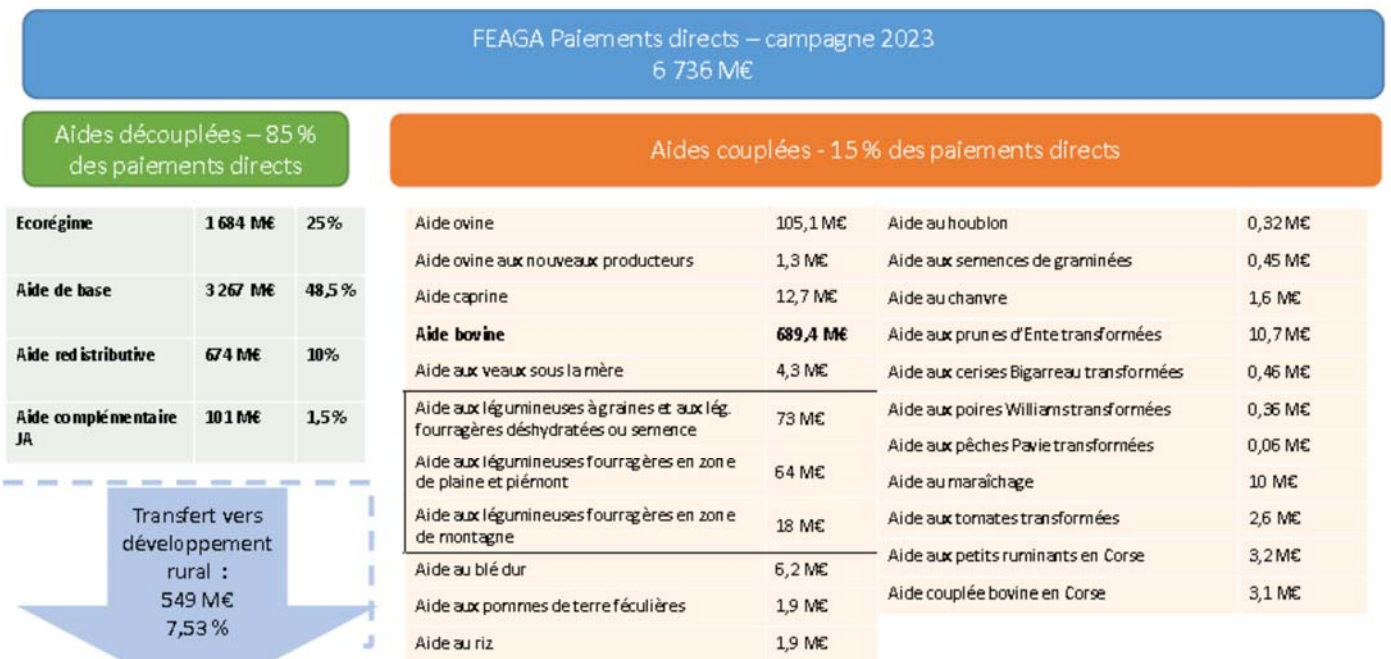 FEAGA Paiements directs – campagne 2023
6 736 M€
Aides découplées – 85 %
des paiements directs
Aides couplées - 15 % des paiements directs
Ecorégime 1 684 M€ 25 %
Aide de base 3 267 M€ 48,5 %
Aide redistributive 674 M€ 10%
Aide complémentaire
JA 101 M€ 1,5%
Transfert vers
développement
rural :
549 M€
7,53 %
Aide ovine 105,1 M€
Aide ovine aux nouveaux producteurs 1,3 M€
Aide caprine 12,7 M€
Aide bovine 689,4 M€
Aide aux veaux sous la mère 4,3 M€
Aide aux légumineuses à graines et aux lég.
fourragères déshydratées ou semence 73 M€
Aide aux légumineuses fourragères en zone
de plaine et piémont 64 M€
Aide aux légumineuses fourragères en zone
de montagne 18 M€
Aide au blé dur 6,2 M€
Aide aux pommes de terre féculières 1,9 M€
Aide au riz 1,9 M€
Aide au houblon 0,32 M€
Aide aux semences de graminées 0,45 M€
Aide au chanvre 1,6 M€
Aide aux prunes d'Ente transformées 10,7 M€
Aide aux cerises Bigarreau transformées 0,46 M€
Aide aux poires Williams transformées 0,36 M€
Aide aux pêches Pavie transformées 0,06 M€
Aide au maraîchage 10 M€
Aide aux tomates transformées 2,6 M€
Aide aux petits ruminants en Corse 3,2 M€
Aide couplée bovine en Corse 3,1 M€